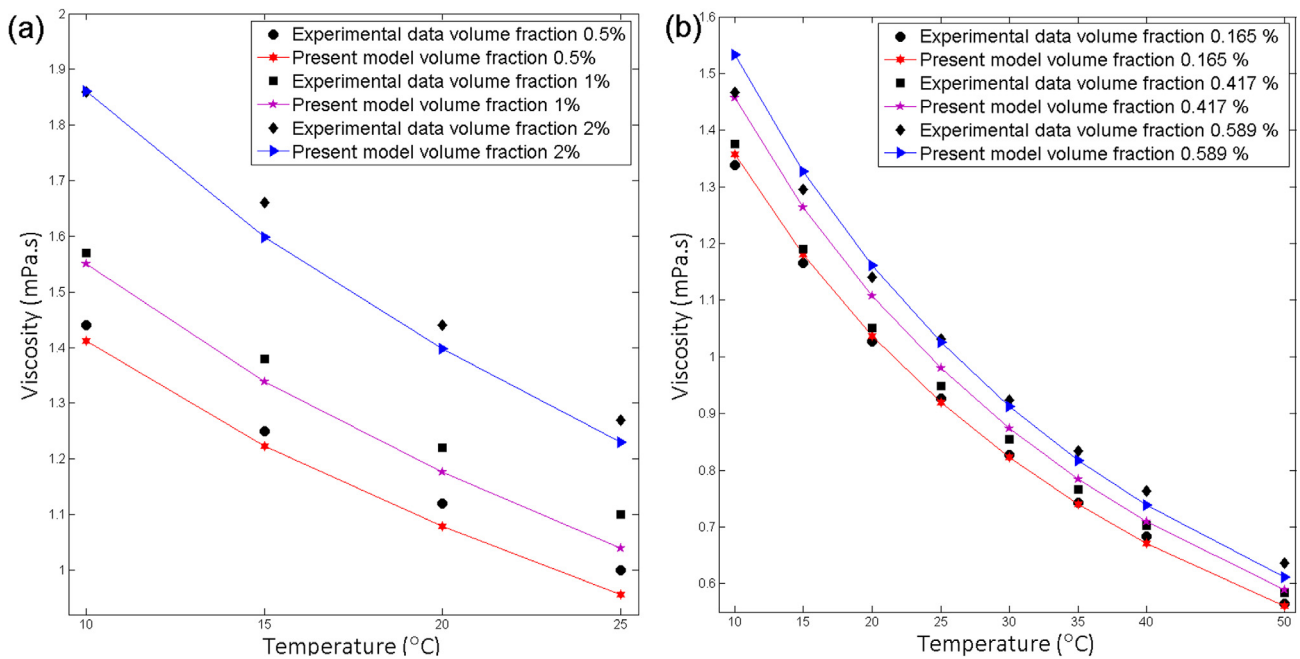 (a)
Experimental data volume fraction 0.5%
Present model volume fraction 0.5%
Experimental data volume fraction 1%
Present model volume fraction 1%
Experimental data volume fraction 2%
Present model volume fraction 2%
Viscosity (mPa.s)
2
1.9
1.8
1.7
1.6
1.5
1.4
1.3
1.2
1.1
1
10
15
20
25
Temperature (°C)
(b)
Experimental data volume fraction 0.165 %
Present model volume fraction 0.165 %
Experimental data volume fraction 0.417 %
Present model volume fraction 0.417 %
Experimental data volume fraction 0.589 %
Present model volume fraction 0.589 %
Viscosity (mPa.s)
1.6
1.5
1.4
1.3
1.2
1.1
1
0.9
0.8
0.7
0.6
10
15
20
25
30
35
40
50
Temperature (°C)